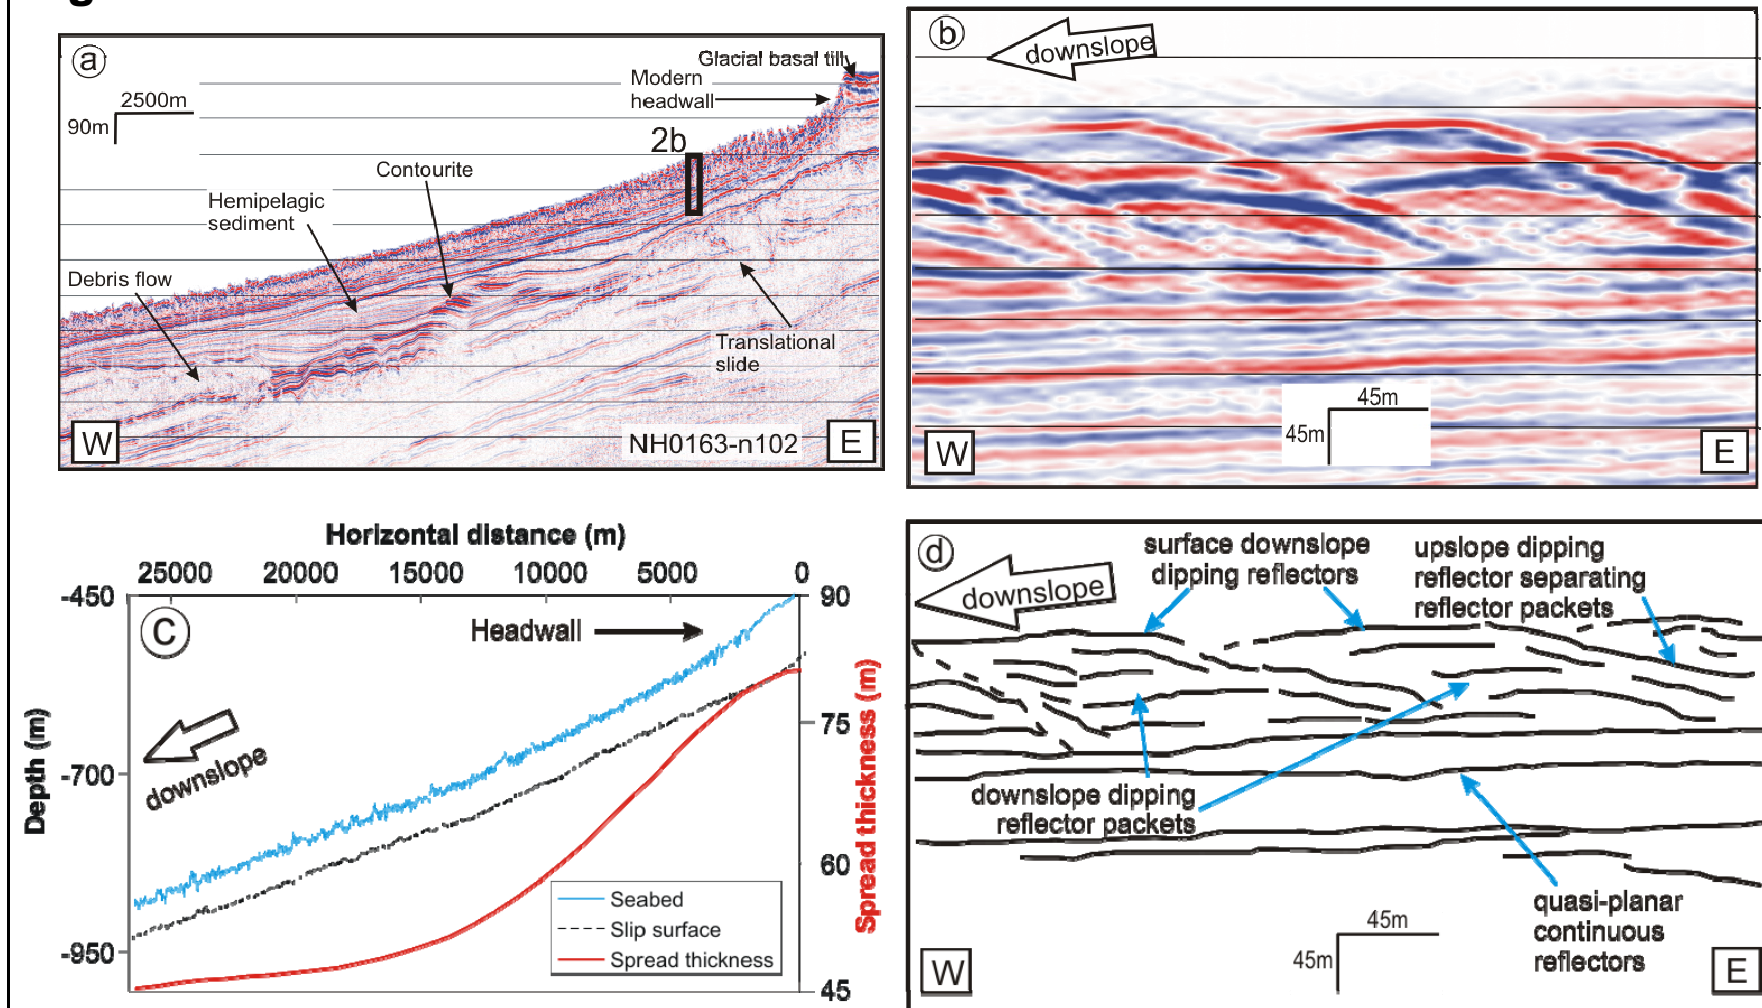 a
Glacial basal till
Modern
headwall
2500m
90m
2b
Contourite
Hemipelagic
sediment
Debris flow
Translational
slide
W
NH0163-n102
E
b
downslope
45m
45m
W
E
Horizontal distance (m)
25000 20000 15000 10000 5000 0
-450
-700
-950
Depth (m)
C
Headwall
downslope
90
75
60
45
Spread thickness (m)
Seabed
Slip surface
Spread thickness
d
downslope
surface downslope
dipping reflectors
upslope dipping
reflector separating
reflector packets
downslope dipping
reflector packets
quasi-planar
continuous
reflectors
45m
45m
W
E